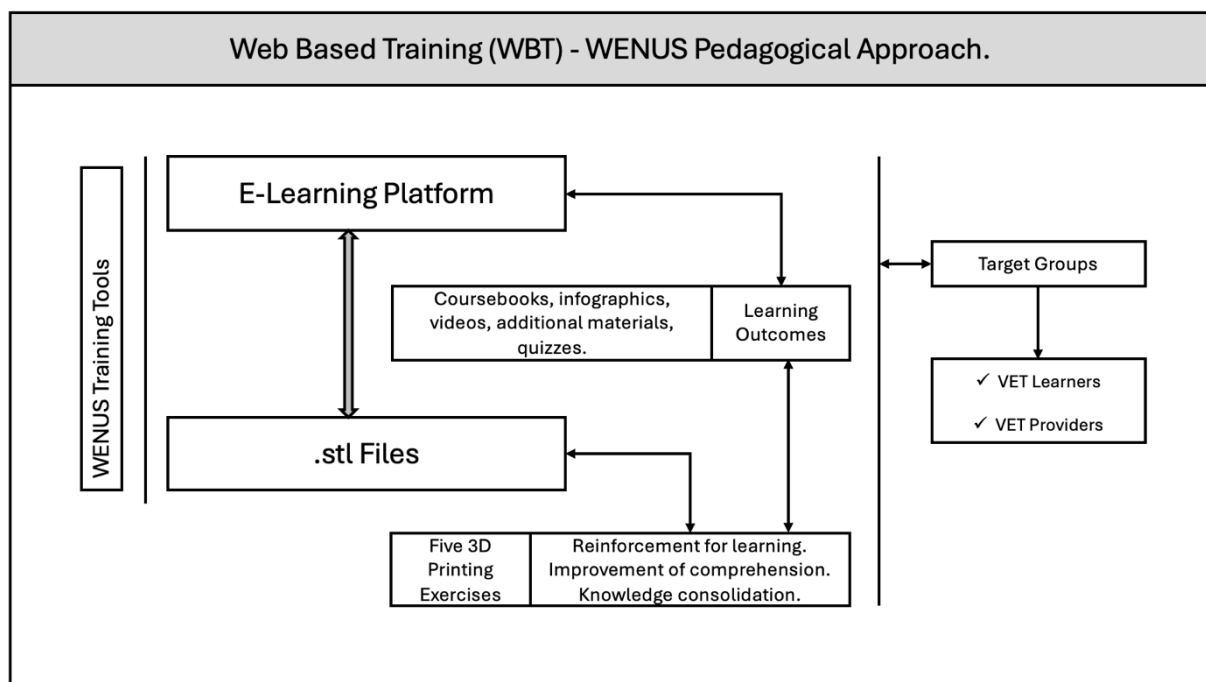 Web Based Training (WBT) - WENUS Pedagogical Approach.
WENUS Training Tools
E-Learning Platform
Coursebooks, infographics,
videos, additional materials,
quizzes.
Learning
Outcomes
.stl Files
Five 3D
Printing
Exercises
Reinforcement for learning.
Improvement of comprehension.
Knowledge consolidation.
Target Groups
✓ VET Learners
✓ VET Providers